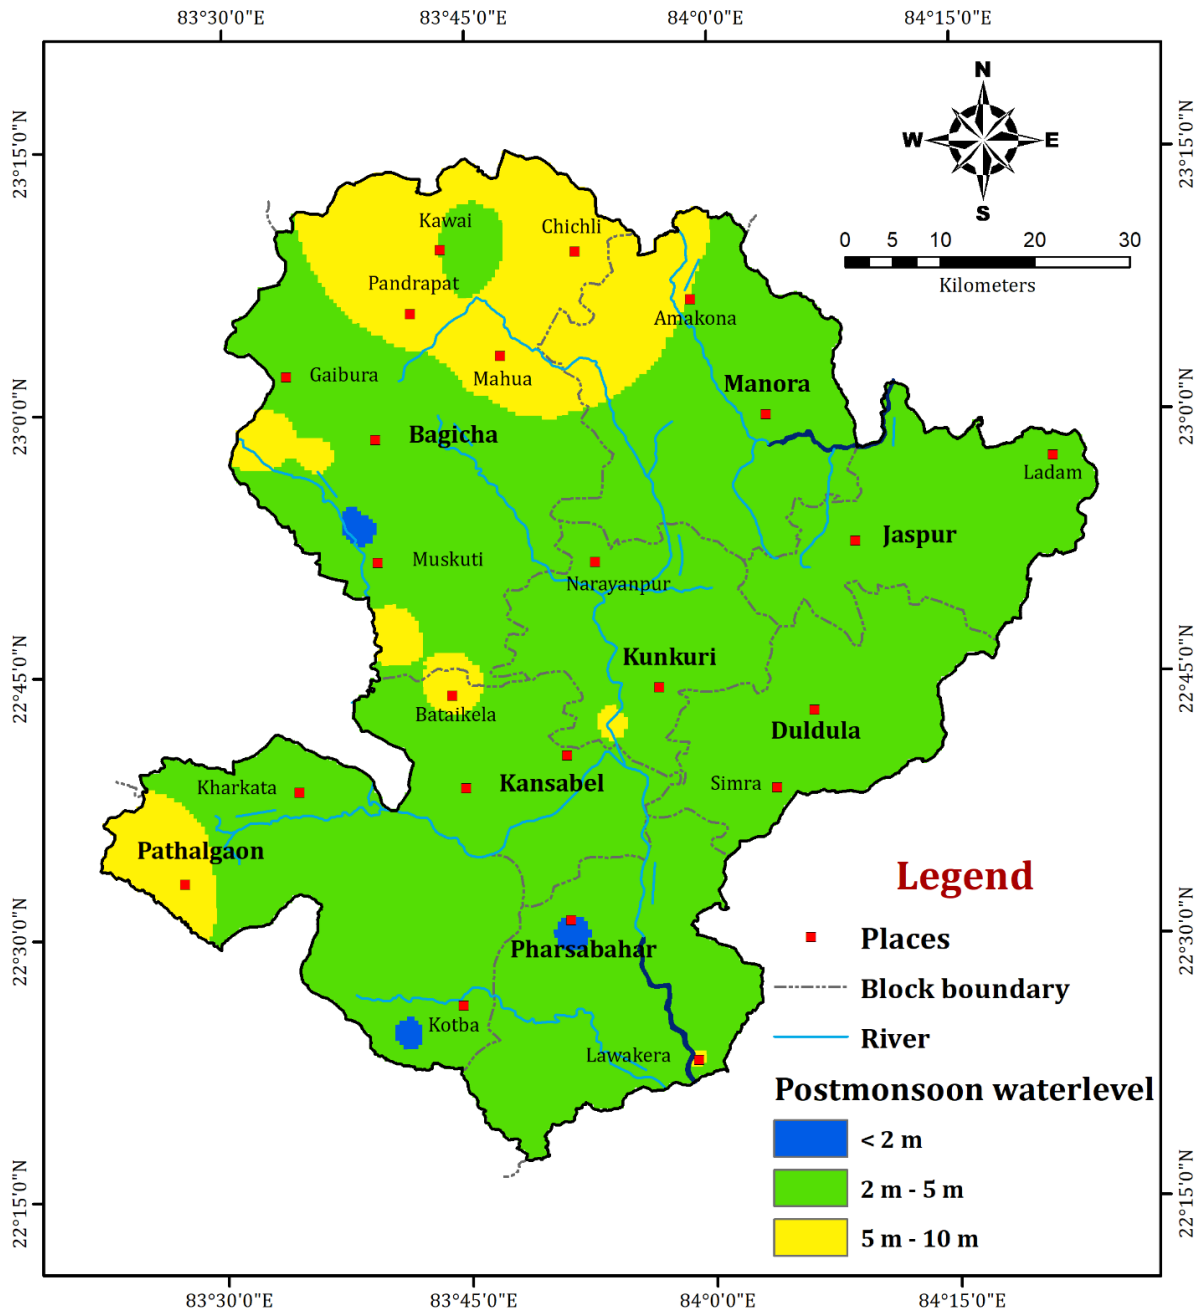 83°30'0"E 83°45'0"E 84°0'0"E 84°15'0"E
23°15'0"N
23°15'0"N
N
W E
S
Kawai
Chichli
0 5 10 20 30
Kilometers
Pandrapat
Amakona
Gaibura
Mahua
Manora
23°0'0"N
23°0'0"N
Bagicha
Ladam
Jaspur
Muskuti
Narayanpur
Kunkuri
22°45'0"N
22°45'0"N
Bataikela
Duldula
Kharkata
Kansabel
Simra
Pathalgaon
Legend
Places
22°30'0"N
22°30'0"N
Pharsabahar
Block boundary
Kotba
River
Lawakera
Postmonsoon waterlevel
< 2 m
2 m - 5 m
22°15'0"N
22°15'0"N
5 m - 10 m
83°30'0"E 83°45'0"E 84°0'0"E 84°15'0"E